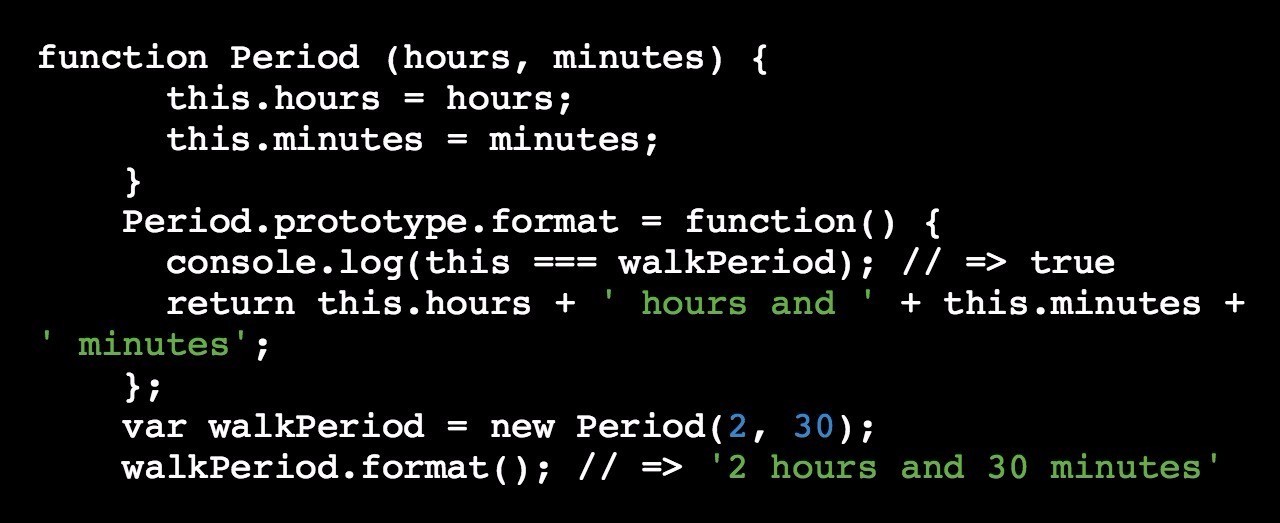 function Period (hours, minutes) {
      this.hours = hours;
      this.minutes = minutes;
    }
    Period.prototype.format = function() {
      console.log(this === walkPeriod); // => true
      return this.hours + ' hours and ' + this.minutes +
' minutes';
    };
    var walkPeriod = new Period(2, 30);
    walkPeriod.format(); // => '2 hours and 30 minutes'